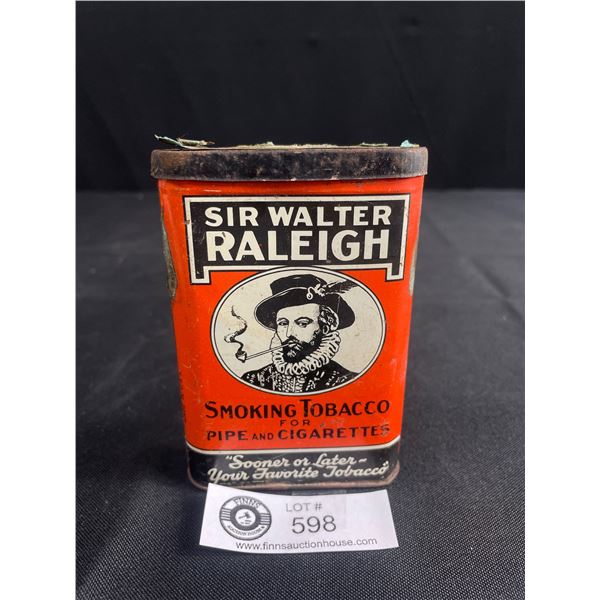 SIR WALTER
RALEIGH
SMOKING TOBACCO
FOR
PIPE AND CIGARETTES
"Sooner or Later~
Your Favorite Tobacco"
FINNS
AUCTION HOUSE
LOT #
598
www.finnsauctionhouse.com